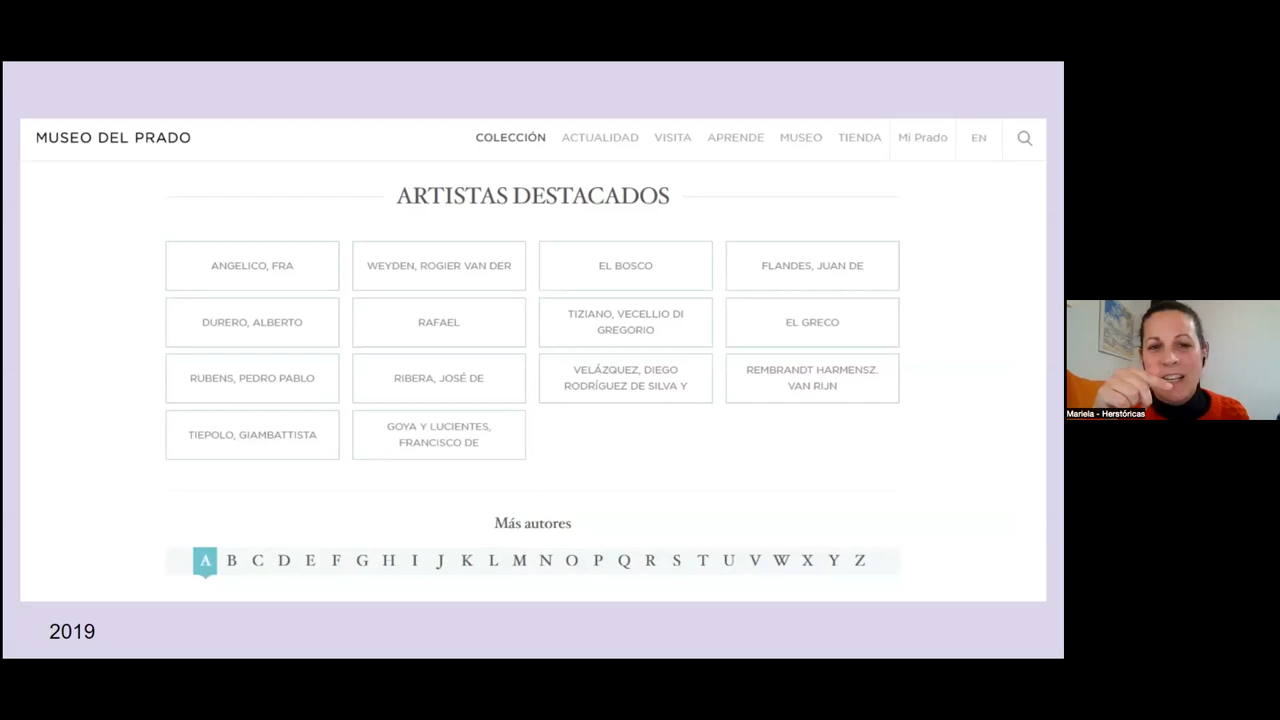 MUSEO DEL PRADO
COLECCIÓN ACTUALIDAD VISITA APRENDE MUSEO TIENDA Mi Prado EN
ARTISTAS DESTACADOS
ANGELICO, FRA
WEYDEN, ROGIER VAN DER
EL BOSCO
FLANDES, JUAN DE
DURERO, ALBERTO
RAFAEL
TIZIANO, VECELLIO DI
GREGORIO
EL GRECO
RUBENS, PEDRO PABLO
RIBERA, JOSÉ DE
VELÁZQUEZ, DIEGO
RODRÍGUEZ DE SILVA Y
REMBRANDT HARMENSZ.
VAN RIJN
TIEPOLO, GIAMBATTISTA
GOYA Y LUCIENTES,
FRANCISCO DE
Más autores
A B C D E F G H I J K L M N O P Q R S T U V W X Y Z
2019
Mariela - Herstóricas